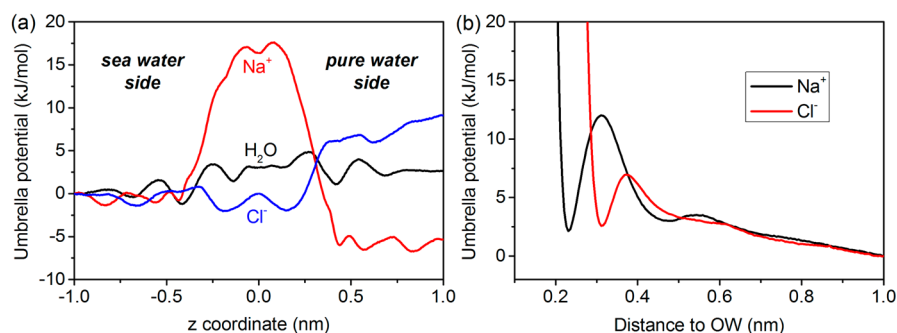 (a)
Umbrella potential (kJ/mol)
20
15
10
5
0
-5
-10
sea water
side
pure water
side
Na⁺
H₂O
Cl⁻
-1.0
-0.5
0.0
0.5
1.0
z coordinate (nm)
(b)
Umbrella potential (kJ/mol)
20
15
10
5
0
Na⁺
Cl⁻
0.2
0.4
0.6
0.8
1.0
Distance to OW (nm)